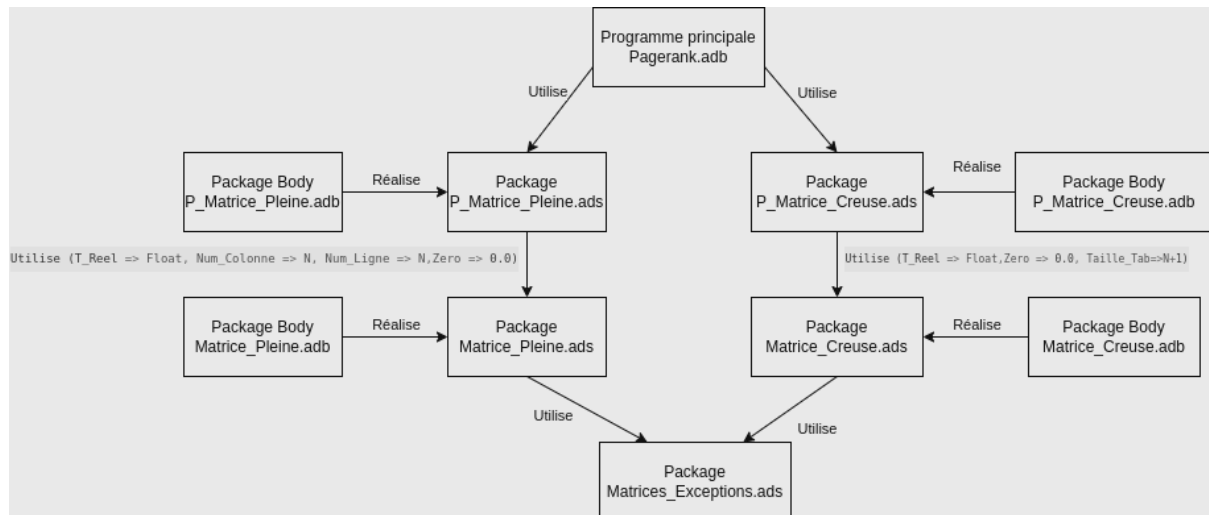 Programme principale
Pagerank.adb
Utilise
Utilise
Package Body
P_Matrice_Pleine.adb
Réalise
Package
P_Matrice_Pleine.ads
Package
P_Matrice_Creuse.ads
Réalise
Package Body
P_Matrice_Creuse.adb
Utilise (T_Reel => Float, Num_Colonne => N, Num_Ligne => N,Zero => 0.0)
Utilise (T_Reel => Float,Zero => 0.0, Taille_Tab=>N+1)
Package Body
Matrice_Pleine.adb
Réalise
Package
Matrice_Pleine.ads
Package
Matrice_Creuse.ads
Réalise
Package Body
Matrice_Creuse.adb
Utilise
Utilise
Package
Matrices_Exceptions.ads